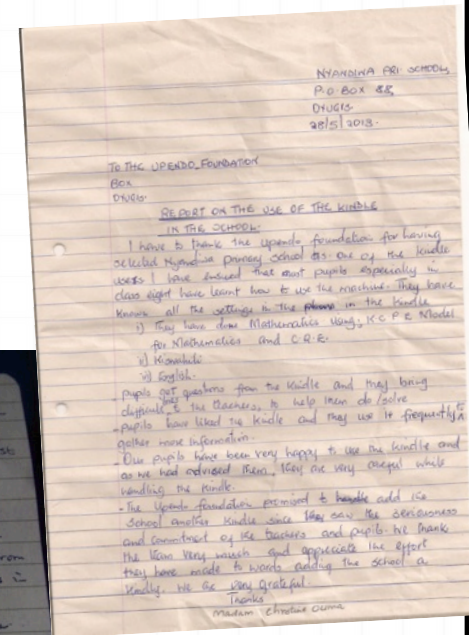 NYANDIWA PRI SCHOOL,
P.O. BOX 88,
OYUGIS.
28/5/2013.
TO THE UPENDO FOUNDATION
BOX
OYUGIS.
REPORT ON THE USE OF THE KINDLE
IN THE SCHOOL.
I have to thank the Upendo foundation for having
selected Nyandiwa primary school as one of the kindle
users I have ensured that most pupils especially in
class eight have learnt how to use the machine. They have
known all the settings in the phone in the kindle
i) They have done Mathematics using K.C.P.E Model
for Mathematics and C.R.E.
ii) Kiswahili
iii) English.
- pupils get questions from the kindle and they bring
difficult to the teachers, to help them do/solve
- pupils have liked the kindle and they use it frequently to
gather more information.
- Our pupils have been very happy to use the kindle and
as we had advised them, they are very careful while
handling the kindle.
- The Upendo foundation promised to add the
school another kindle since they saw the seriousness
and commitment of the teachers and pupils. We thank
the team very much and appreciate the effort
they have made to words adding the school a
kindle. We are very grateful.
Thanks
Madam Christine Ouma
from